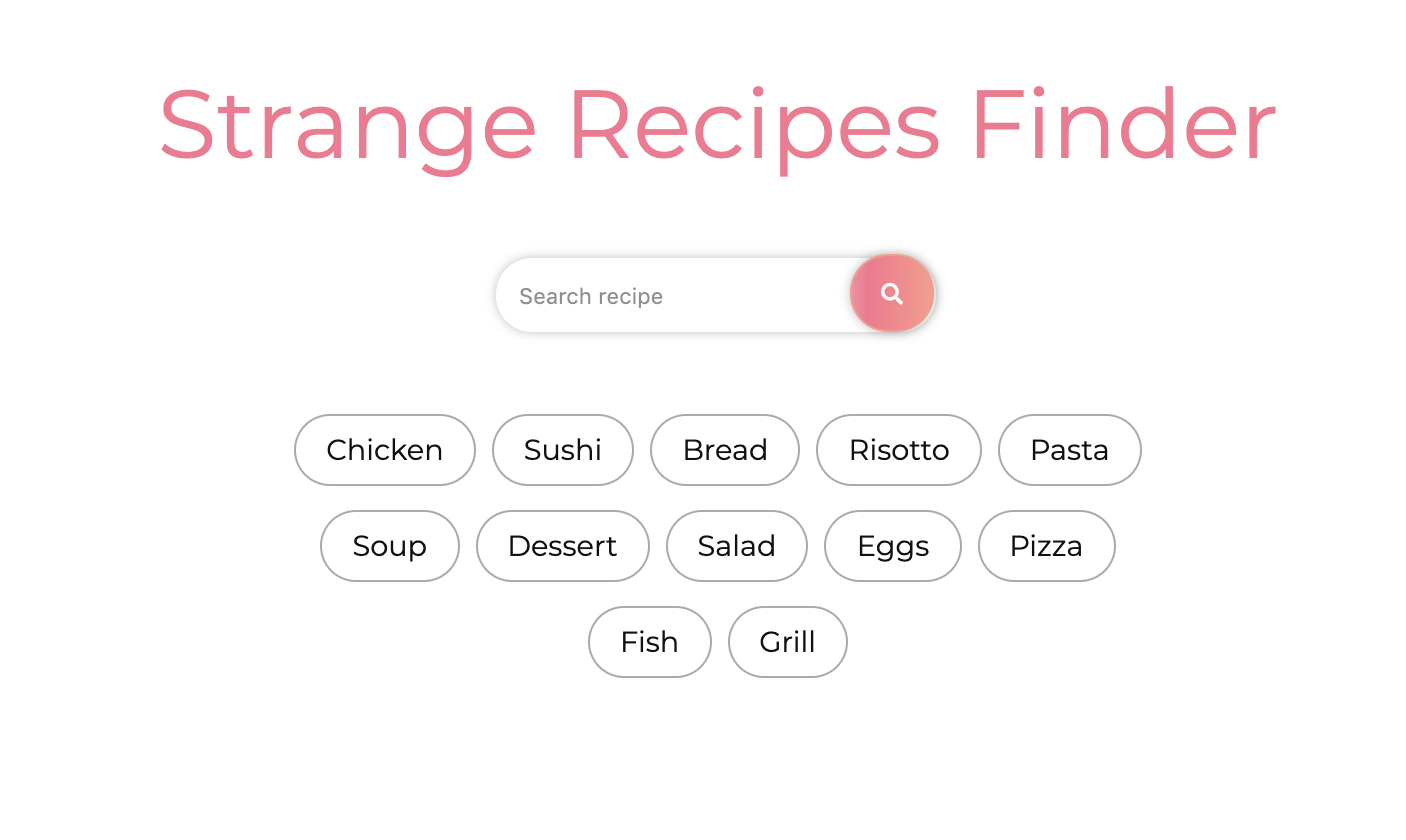 Strange Recipes Finder
Search recipe
Chicken Sushi Bread Risotto Pasta
Soup Dessert Salad Eggs Pizza
Fish Grill